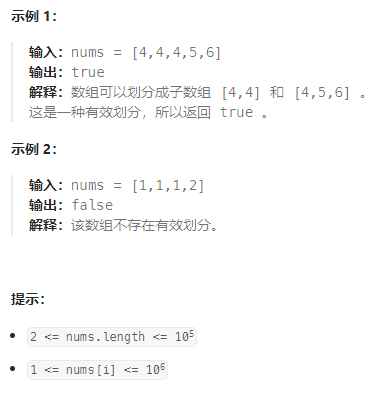 示例 1：
输入：nums = [4,4,4,5,6]
输出：true
解释：数组可以划分成子数组 [4,4] 和 [4,5,6] 。
这是一种有效划分，所以返回 true 。
示例 2：
输入：nums = [1,1,1,2]
输出：false
解释：该数组不存在有效划分。
提示：
• 2 <= nums.length <= 10⁵
• 1 <= nums[i] <= 10⁶